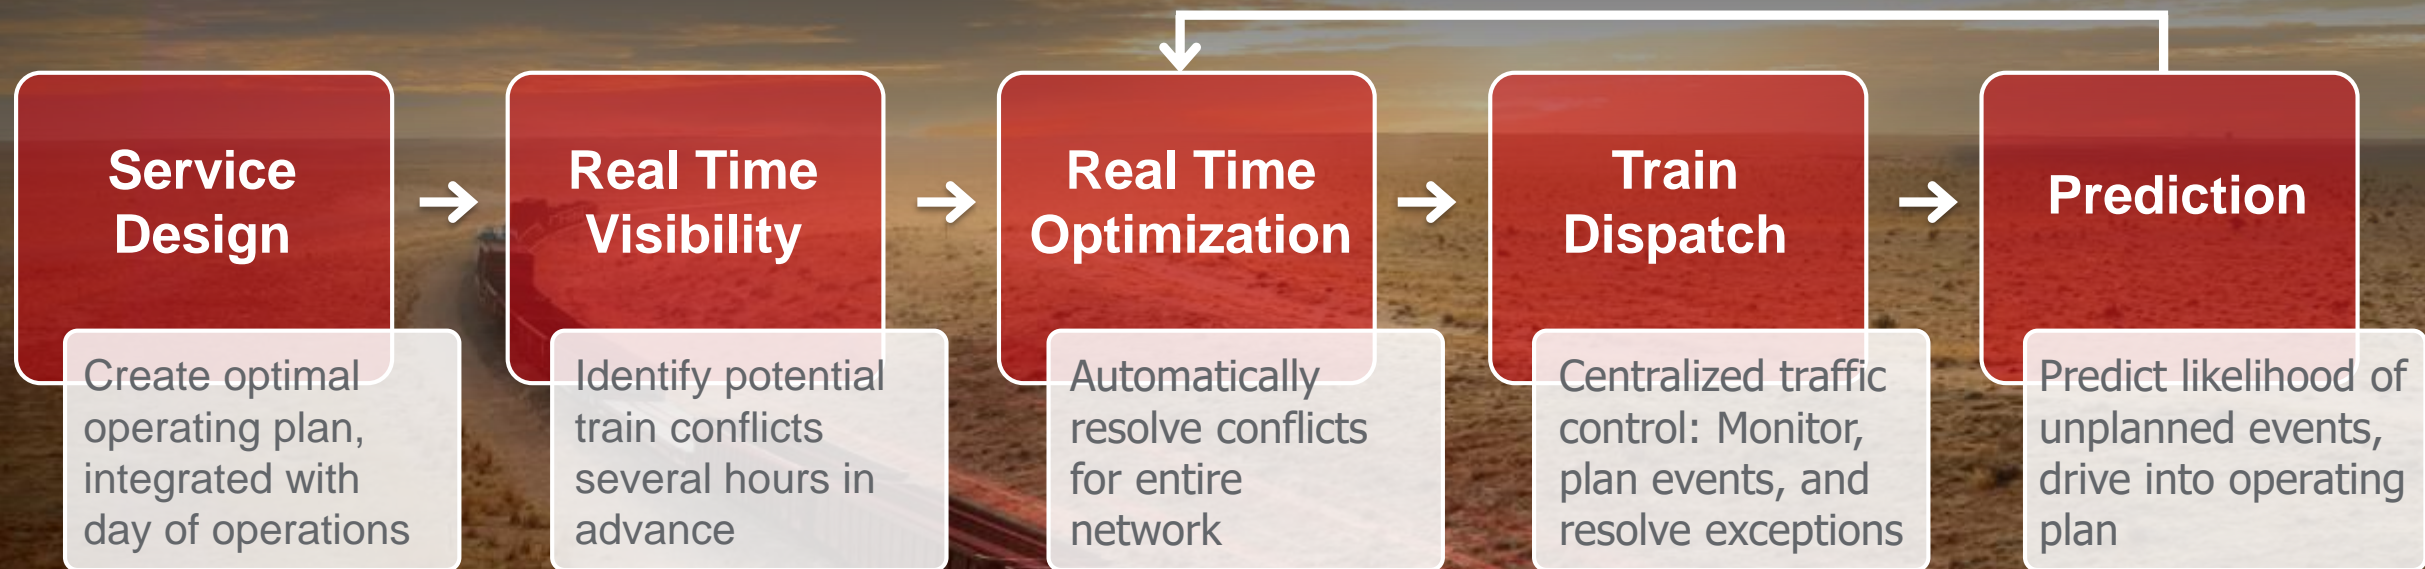 Service
Design
Create optimal
operating plan,
integrated with
day of operations
Real Time
Visibility
Identify potential
train conflicts
several hours in
advance
Real Time
Optimization
Automatically
resolve conflicts
for entire
network
Train
Dispatch
Centralized traffic
control: Monitor,
plan events, and
resolve exceptions
Prediction
Predict likelihood of
unplanned events,
drive into operating
plan